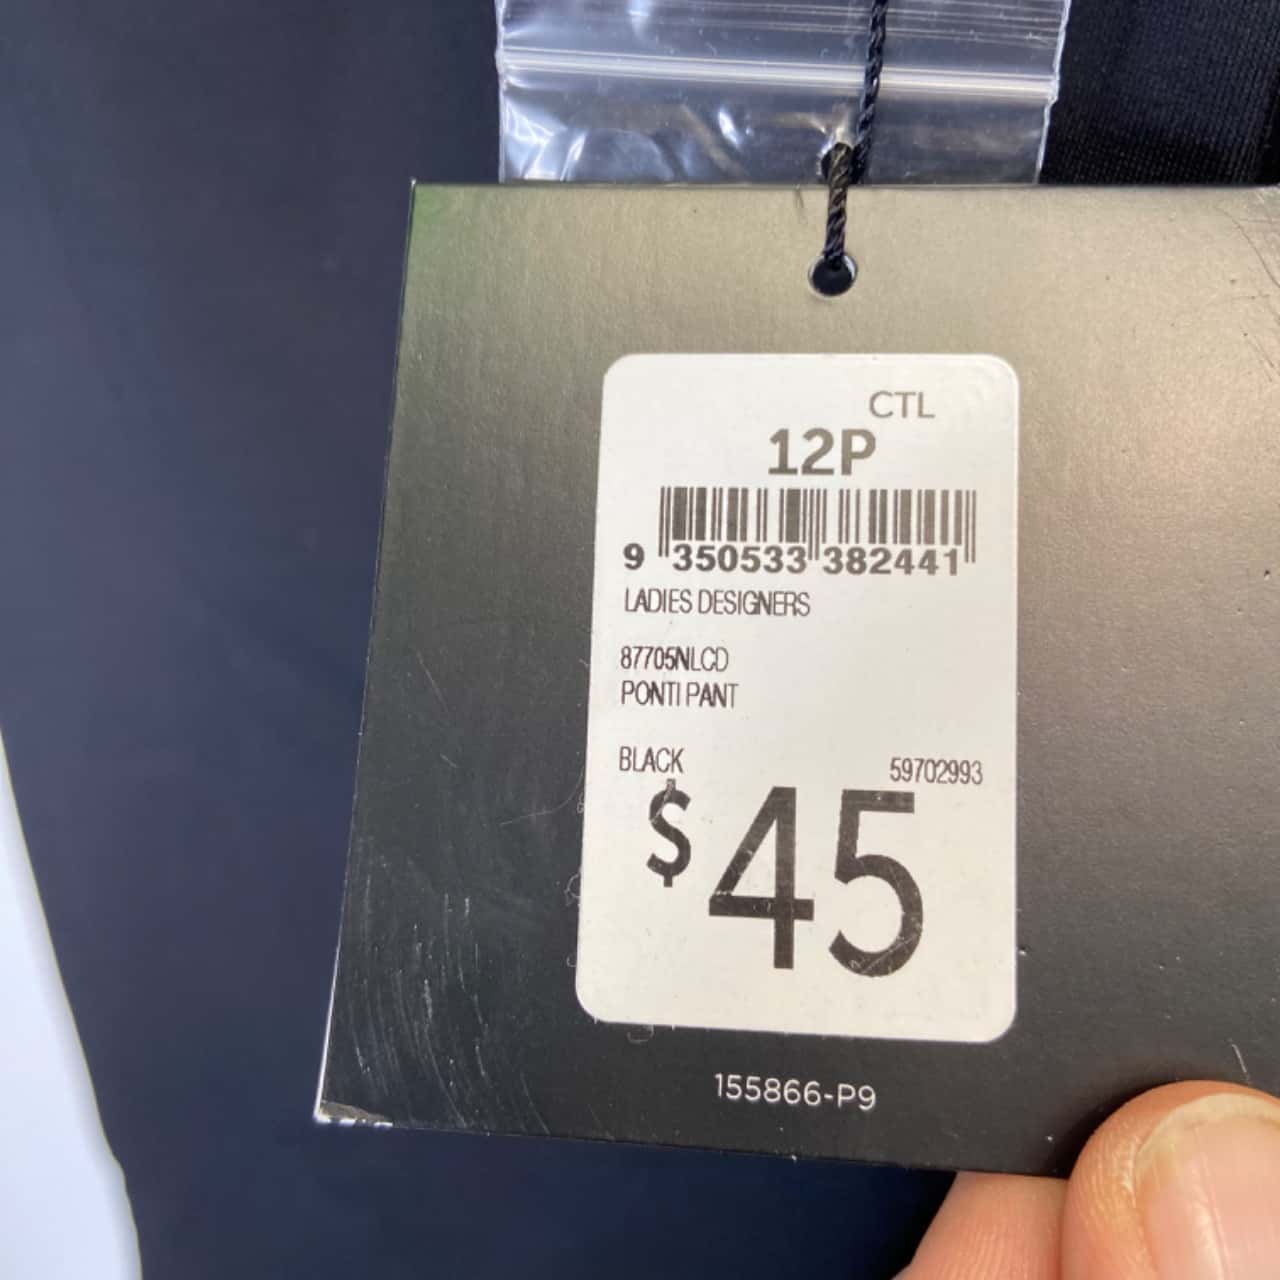 CTL
12P
9 350533 382441
LADIES DESIGNERS
87705NLCD
PONTI PANT
BLACK 59702993
$45
155866-P9